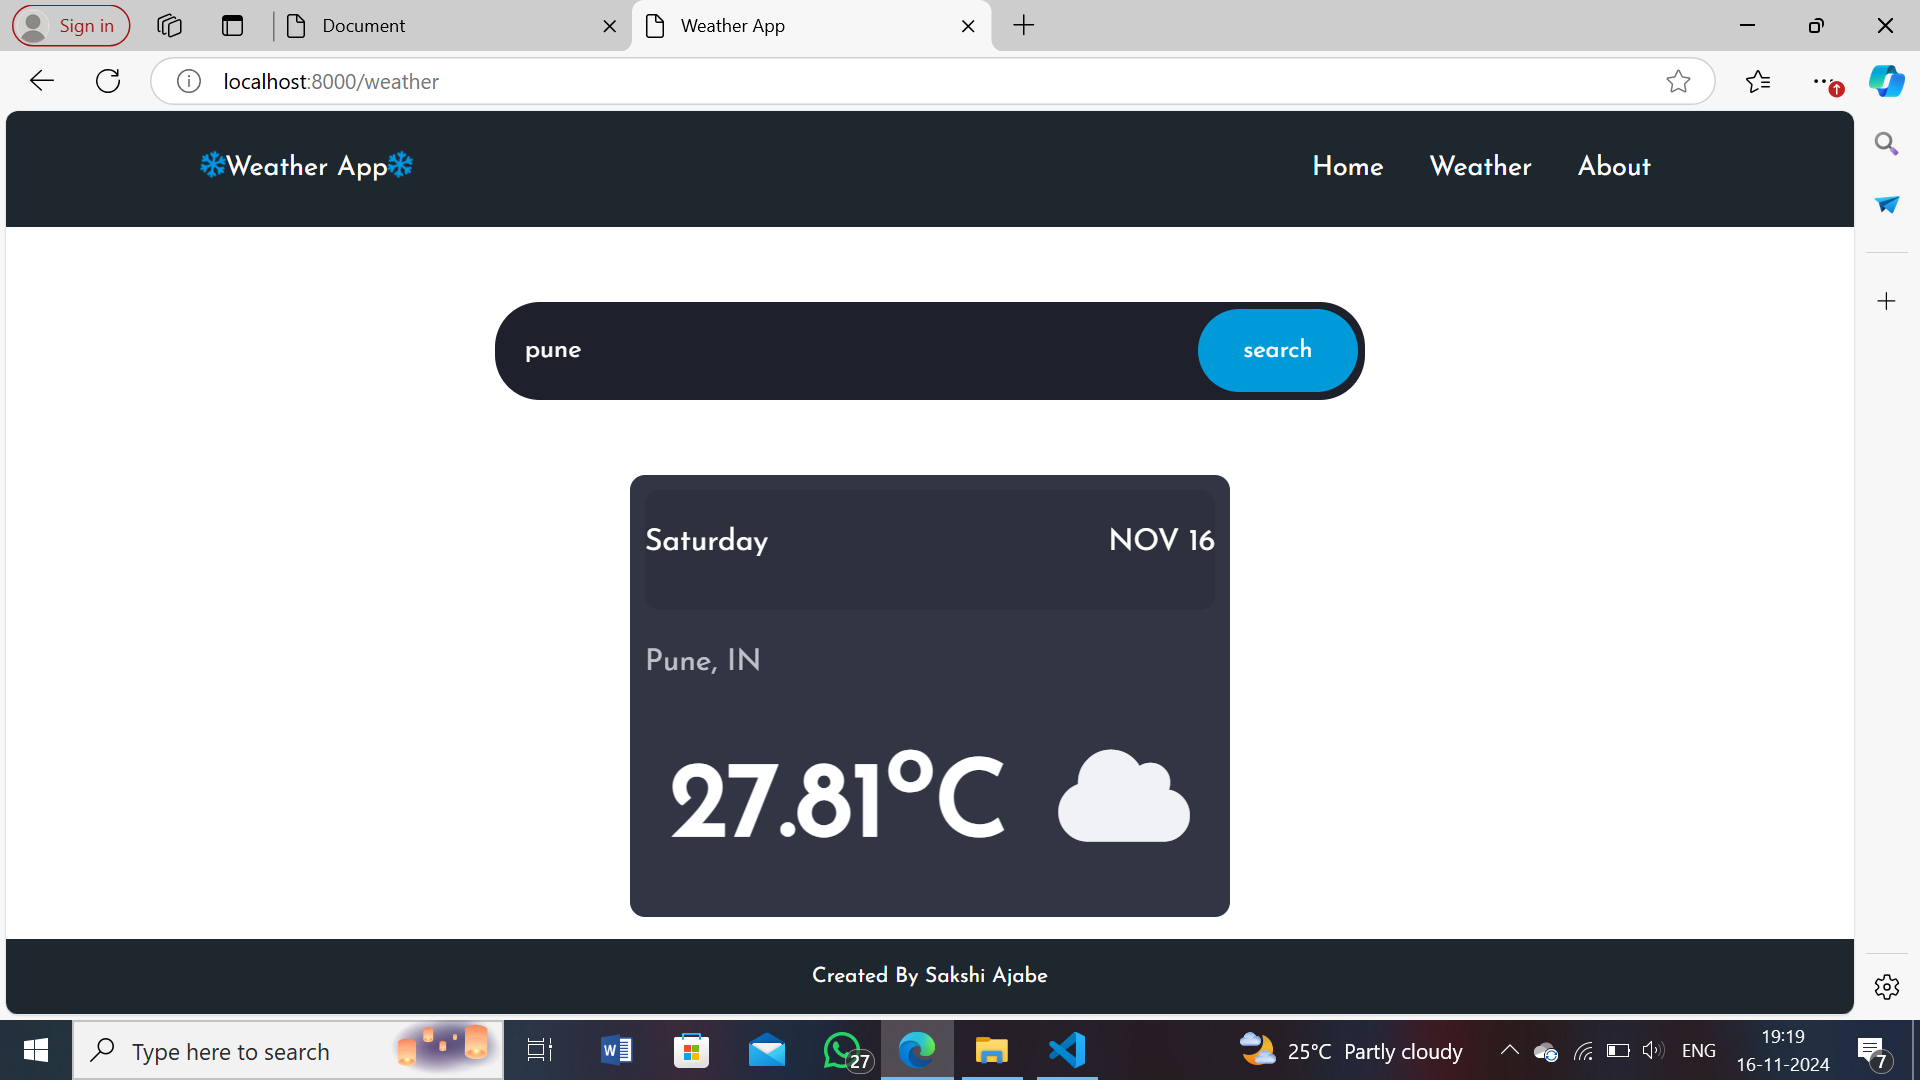 Sign in
Document
Weather App
localhost:8000/weather
❄Weather App❄
Home Weather About
pune
search
Saturday NOV 16
Pune, IN
27.81°C
Created By Sakshi Ajabe
Type here to search
27
25°C Partly cloudy
ENG
19:19
16-11-2024
7